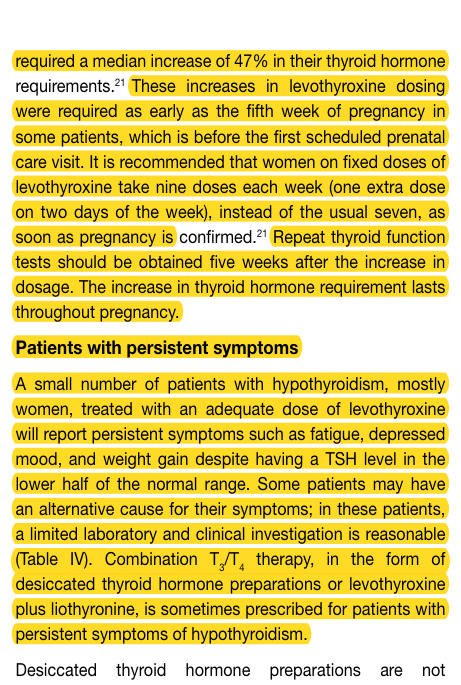 required a median increase of 47% in their thyroid hormone
requirements.²¹ These increases in levothyroxine dosing
were required as early as the fifth week of pregnancy in
some patients, which is before the first scheduled prenatal
care visit. It is recommended that women on fixed doses of
levothyroxine take nine doses each week (one extra dose
on two days of the week), instead of the usual seven, as
soon as pregnancy is confirmed.²¹ Repeat thyroid function
tests should be obtained five weeks after the increase in
dosage. The increase in thyroid hormone requirement lasts
throughout pregnancy.
Patients with persistent symptoms
A small number of patients with hypothyroidism, mostly
women, treated with an adequate dose of levothyroxine
will report persistent symptoms such as fatigue, depressed
mood, and weight gain despite having a TSH level in the
lower half of the normal range. Some patients may have
an alternative cause for their symptoms; in these patients,
a limited laboratory and clinical investigation is reasonable
(Table IV). Combination T₃/T₄ therapy, in the form of
desiccated thyroid hormone preparations or levothyroxine
plus liothyronine, is sometimes prescribed for patients with
persistent symptoms of hypothyroidism.
Desiccated thyroid hormone preparations are not